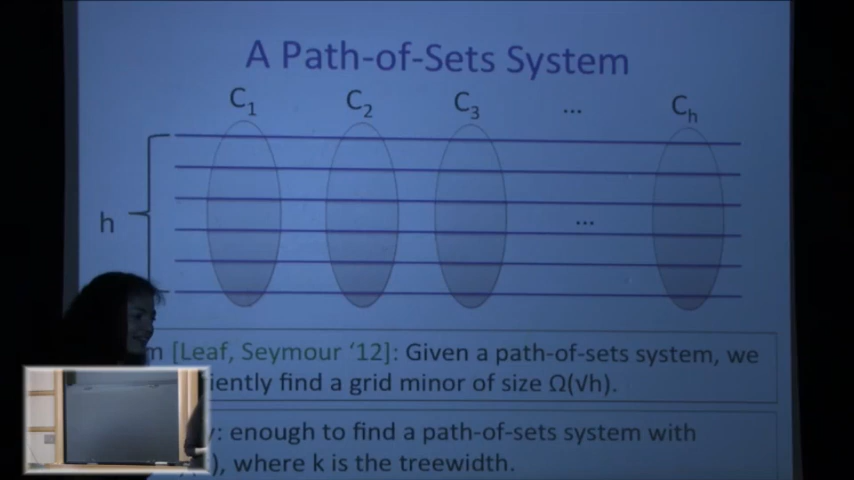 A Path-of-Sets System
C1 C2 C3 ... Ch
h
...
m [Leaf, Seymour '12]: Given a path-of-sets system, we
iently find a grid minor of size Ω(√h).
y: enough to find a path-of-sets system with
), where k is the treewidth.